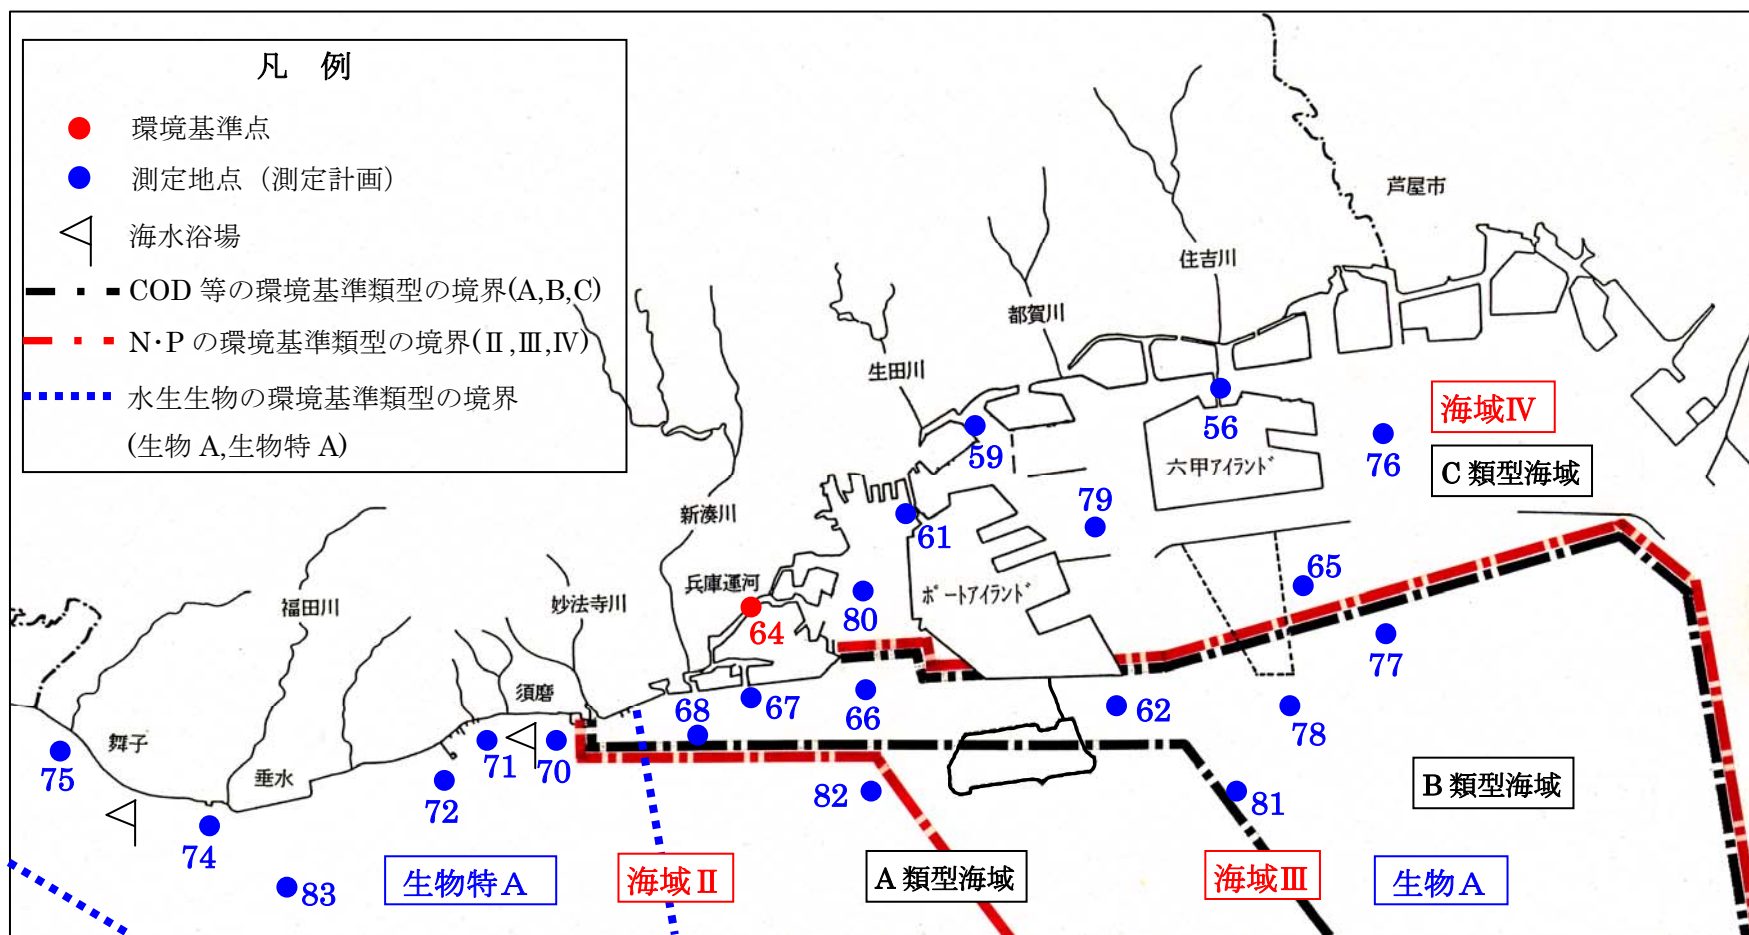 凡 例
環境基準点
測定地点（測定計画）
海水浴場
COD 等の環境基準類型の境界(A,B,C)
N･P の環境基準類型の境界(Ⅱ,Ⅲ,Ⅳ)
水生生物の環境基準類型の境界
(生物 A,生物特 A)
芦屋市
住吉川
都賀川
生田川
新湊川
兵庫運河
妙法寺川
福田川
須磨
舞子
垂水
六甲アイランド
ポートアイランド
海域Ⅳ
C 類型海域
B 類型海域
生物特 A
海域 Ⅱ
A 類型海域
海域Ⅲ
生物 A
56
59
76
79
61
65
80
64
77
68
67
66
62
78
75
71
70
72
82
81
74
83